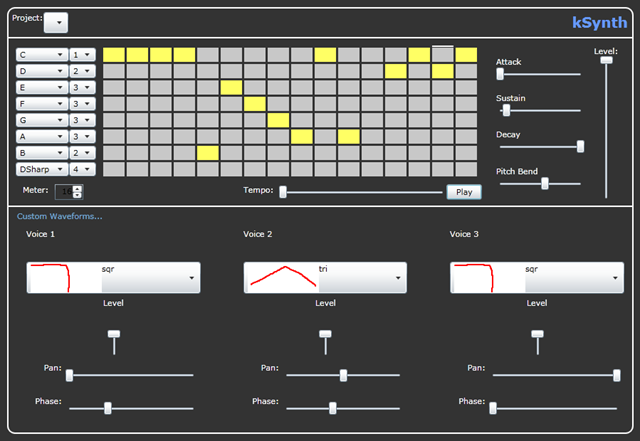 Project:
kSynth
C 1
D 2
E 3
F 3
G 3
A 3
B 2
DSharp 4
Level:
Attack
Sustain
Decay
Pitch Bend
Meter: 16
Tempo:
Play
Custom Waveforms...
Voice 1
Voice 2
Voice 3
sqr
tri
sqr
Level
Level
Level
Pan:
Pan:
Pan:
Phase:
Phase:
Phase: